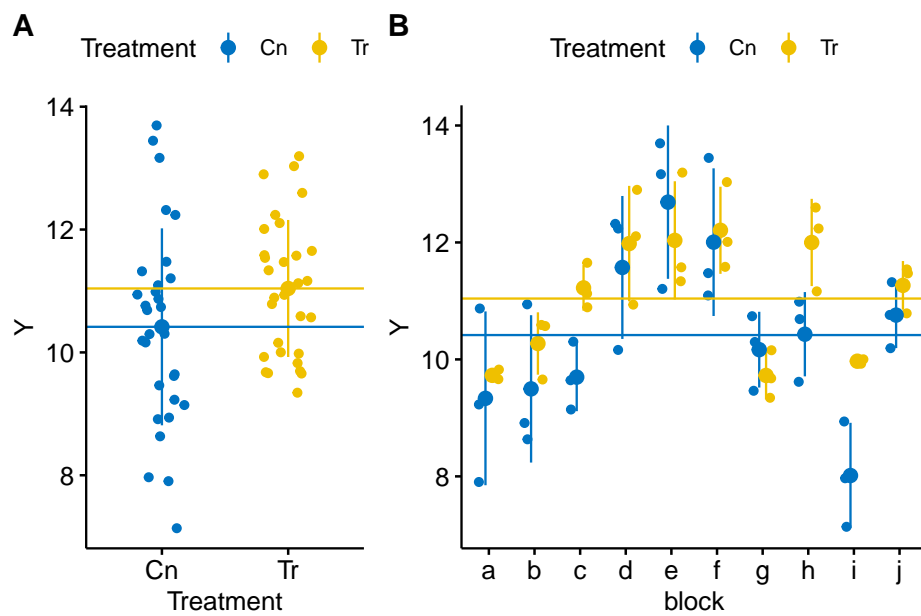 A
Treatment Cn Tr
Y
14
12
10
8
Cn Tr
Treatment
B
Treatment Cn Tr
Y
14
12
10
8
a b c d e f g h i j
block